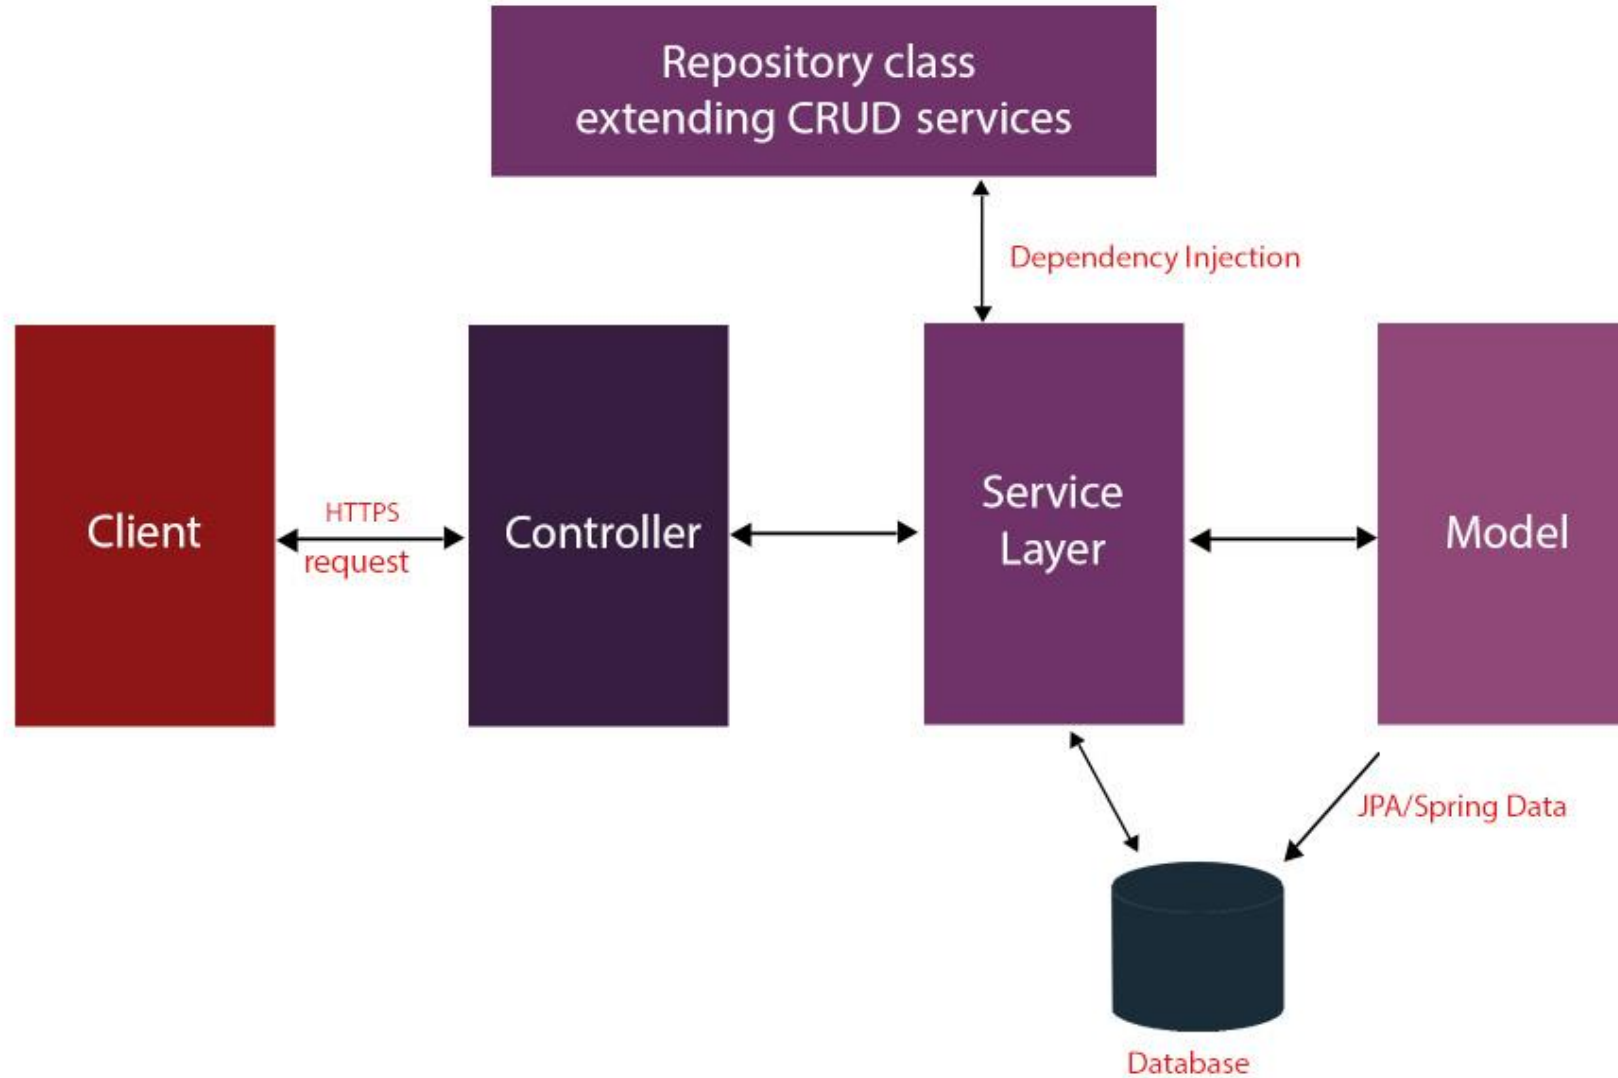 Repository class
extending CRUD services
Dependency Injection
Client
HTTPS
request
Controller
Service
Layer
Model
JPA/Spring Data
Database